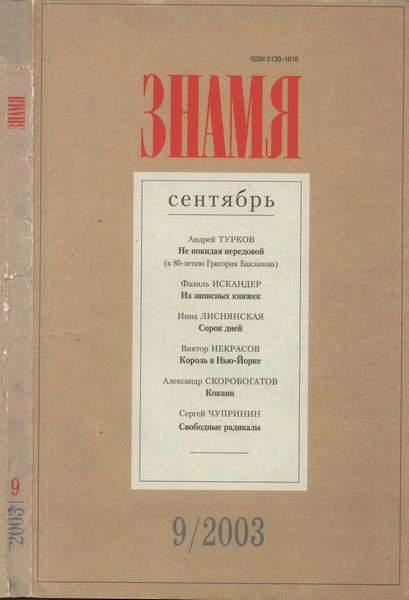 ISSN 0130-1616
ЗНАМЯ
сентябрь
Андрей ТУРКОВ
Не покидая передовой
(к 80-летию Григория Бакланова)
Фазиль ИСКАНДЕР
Из записных книжек
Инна ЛИСНЯНСКАЯ
Сорок дней
Виктор НЕКРАСОВ
Король в Нью-Йорке
Александр СКОРОБОГАТОВ
Кокаин
Сергей ЧУПРИНИН
Свободные радикалы
9/2003
ЗНАМЯ
9
2003